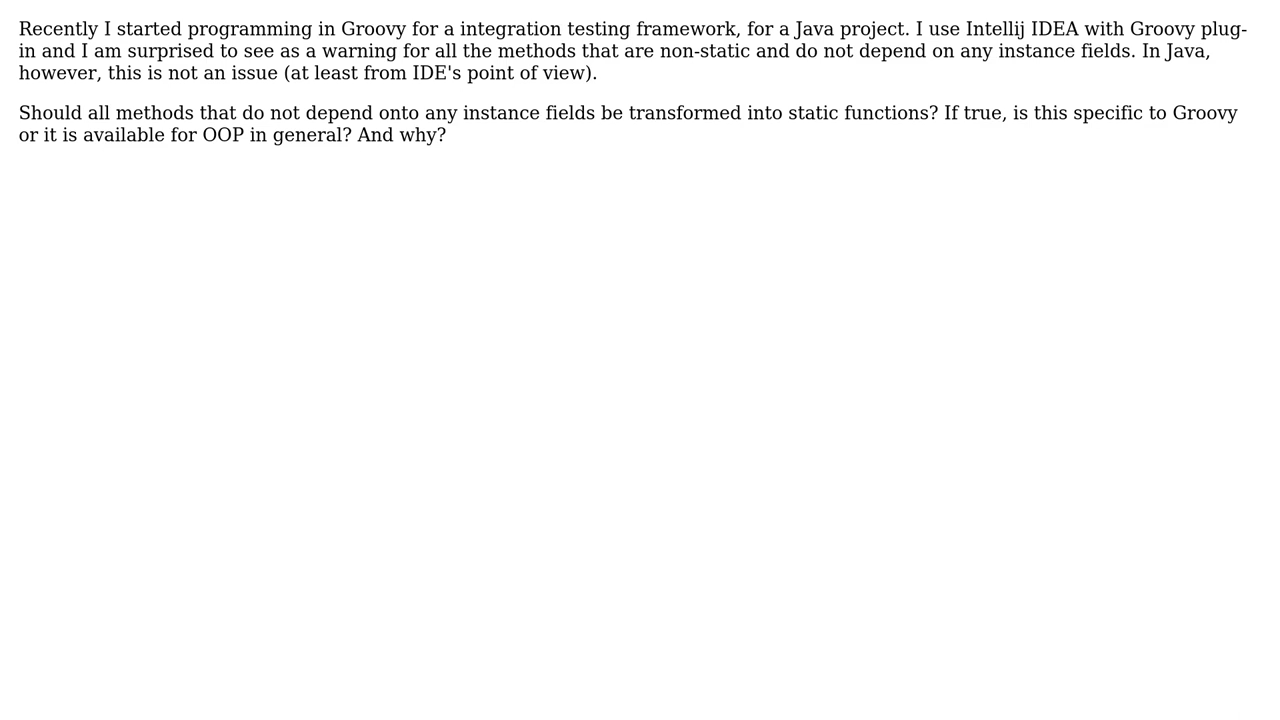 Recently I started programming in Groovy for a integration testing framework, for a Java project. I use Intellij IDEA with Groovy plug-
in and I am surprised to see as a warning for all the methods that are non-static and do not depend on any instance fields. In Java,
however, this is not an issue (at least from IDE's point of view).
Should all methods that do not depend onto any instance fields be transformed into static functions? If true, is this specific to Groovy
or it is available for OOP in general? And why?